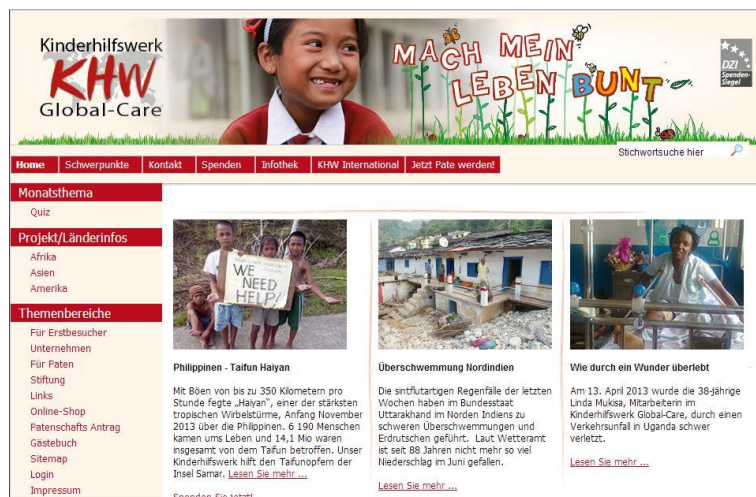 Kinderhilfswerk
KHW
Global-Care
MACH MEIN
LEBEN BUNT
DZI
Spenden-
Siegel
Stichwortsuche hier
Home
Schwerpunkte
Kontakt
Spenden
Infothek
KHW International
Jetzt Pate werden!
Monatsthema
Quiz
Projekt/Länderinfos
Afrika
Asien
Amerika
Themenbereiche
Für Erstbesucher
Unternehmen
Für Paten
Stiftung
Links
Online-Shop
Patenschafts Antrag
Gästebuch
Sitemap
Login
Impressum
WE
NEED
HELP!
Philippinen - Taifun Haiyan
Mit Böen von bis zu 350 Kilometern pro
Stunde fegte „Haiyan", einer der stärksten
tropischen Wirbelstürme, Anfang November
2013 über die Philippinen. 6 190 Menschen
kamen ums Leben und 14,1 Mio waren
insgesamt von dem Taifun betroffen. Unser
Kinderhilfswerk hilft den Taifunopfern der
Insel Samar. Lesen Sie mehr ...
Spenden Sie jetzt!
Überschwemmung Nordindien
Die sintflutartigen Regenfälle der letzten
Wochen haben im Bundesstaat
Uttarakhand im Norden Indiens zu
schweren Überschwemmungen und
Erdrutschen geführt. Laut Wetteramt
ist seit 88 Jahren nicht mehr so viel
Niederschlag im Juni gefallen.
Lesen Sie mehr ...
Wie durch ein Wunder überlebt
Am 13. April 2013 wurde die 38-jährige
Linda Mukisa, Mitarbeiterin im
Kinderhilfswerk Global-Care, durch einen
Verkehrsunfall in Uganda schwer
verletzt.
Lesen Sie mehr ...